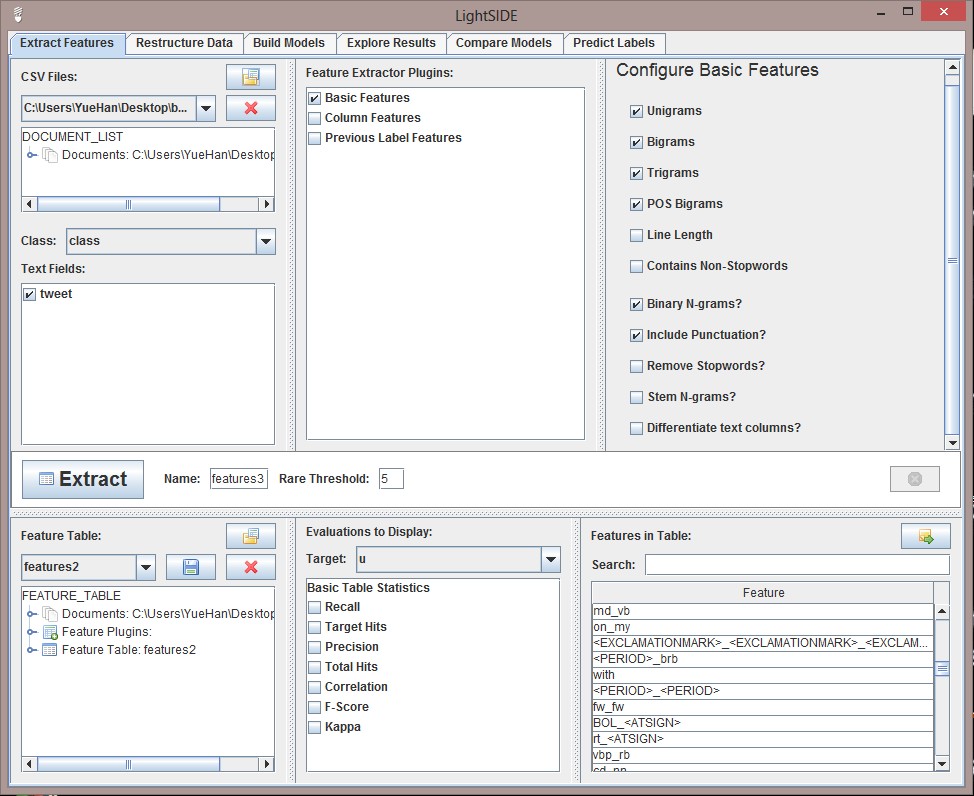 LightSIDE
Extract Features
Restructure Data
Build Models
Explore Results
Compare Models
Predict Labels
CSV Files:
C:\Users\YueHan\Desktop\b...
DOCUMENT_LIST
Documents: C:\Users\YueHan\Desktop
Class:
class
Text Fields:
tweet
Feature Extractor Plugins:
Basic Features
Column Features
Previous Label Features
Configure Basic Features
Unigrams
Bigrams
Trigrams
POS Bigrams
Line Length
Contains Non-Stopwords
Binary N-grams?
Include Punctuation?
Remove Stopwords?
Stem N-grams?
Differentiate text columns?
Extract
Name:
features3
Rare Threshold:
5
Feature Table:
features2
FEATURE_TABLE
Documents: C:\Users\YueHan\Desktop
Feature Plugins:
Feature Table: features2
Evaluations to Display:
Target:
u
Basic Table Statistics
Recall
Target Hits
Precision
Total Hits
Correlation
F-Score
Kappa
Features in Table:
Search:
Feature
md_vb
on_my
<EXCLAMATIONMARK>_<EXCLAMATIONMARK>_<EXCLAM...
<PERIOD>_brb
with
<PERIOD>_<PERIOD>
fw_fw
BOL_<ATSIGN>
rt_<ATSIGN>
vbp_rb
cd_nn